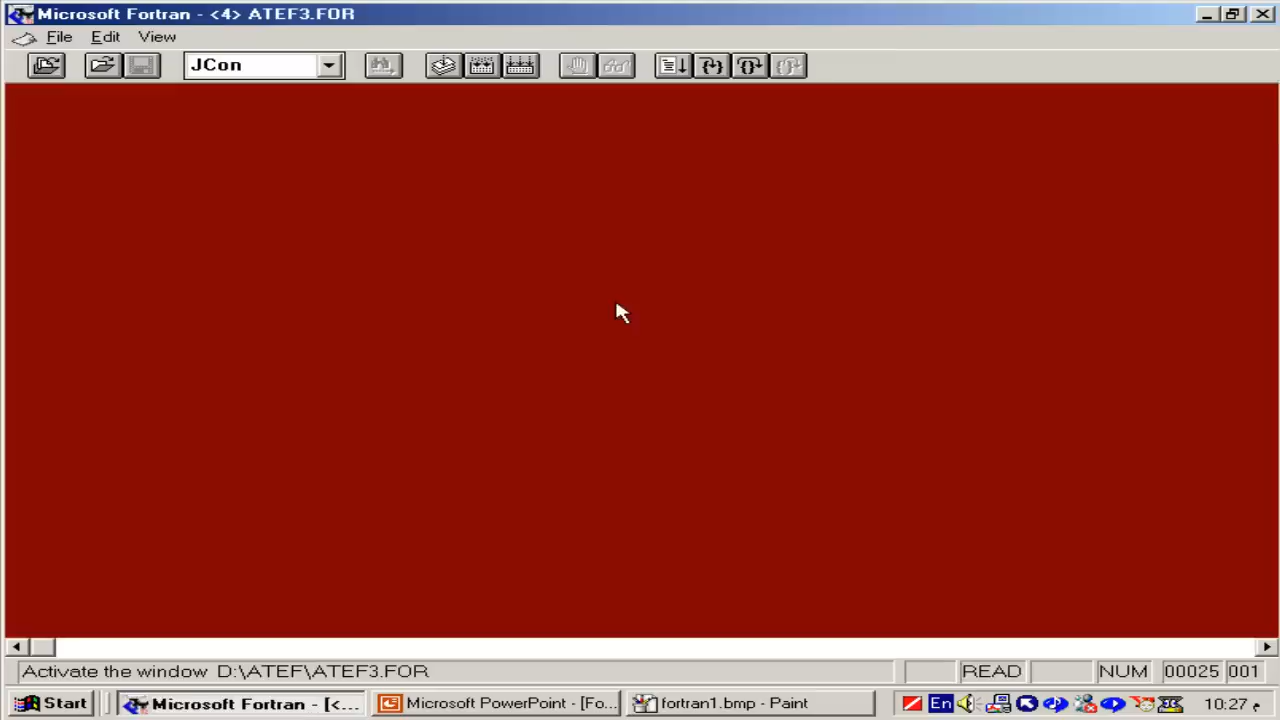 Microsoft Fortran - <4> ATEF3.FOR
File Edit View
JCon
Activate the window D:\ATEF\ATEF3.FOR READ NUM 00025 001
Start Microsoft Fortran - [<... Microsoft PowerPoint - [Fo... fortran1.bmp - Paint En 10:27 م